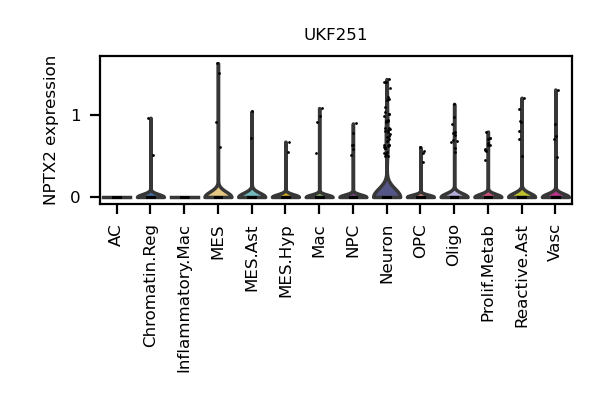 UKF251
NPTX2 expression
1
0
AC
Chromatin.Reg
Inflammatory.Mac
MES
MES.Ast
MES.Hyp
Mac
NPC
Neuron
OPC
Oligo
Prolif.Metab
Reactive.Ast
Vasc